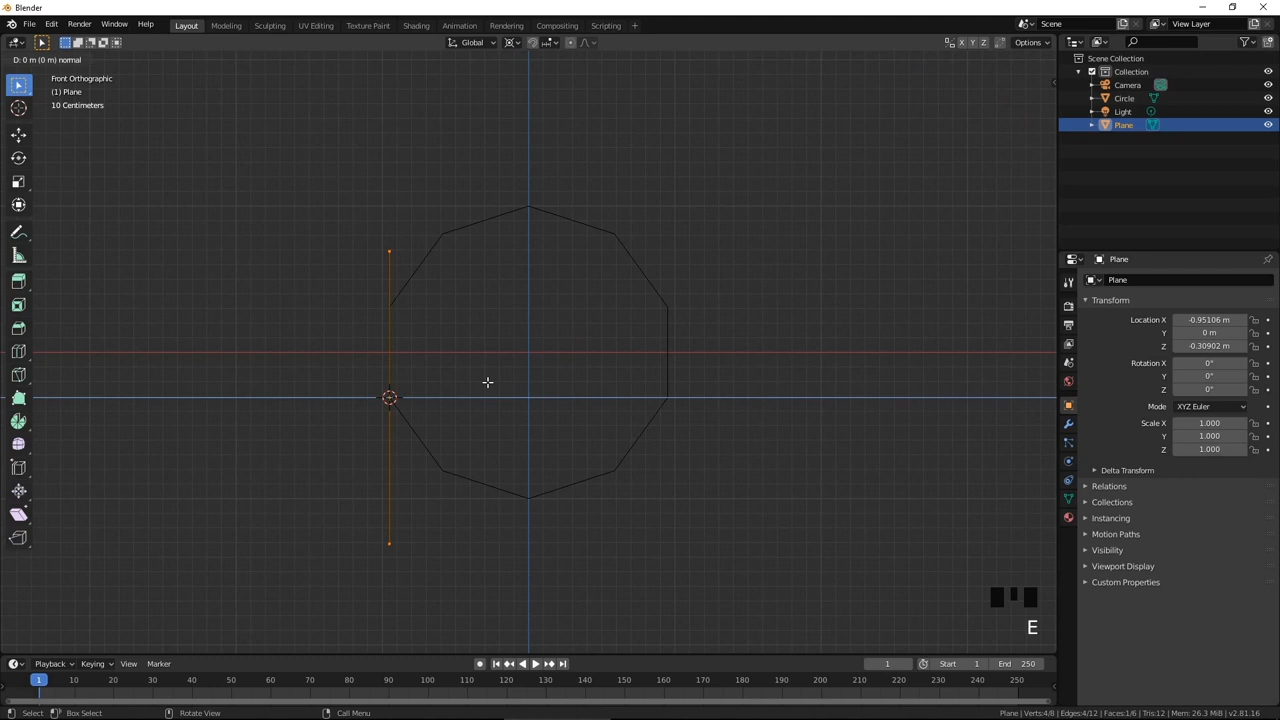 Blender
File Edit Render Window Help
Layout Modeling Sculpting UV Editing Texture Paint Shading Animation Rendering Compositing Scripting +
Scene View Layer
Global X Y Z Options
D: 0 m (0 m) normal
Front Orthographic
(1) Plane
10 Centimeters
E
Scene Collection
Collection
Camera
Circle
Light
Plane
Plane
Plane
Transform
Location X -0.95106 m
Y 0 m
Z -0.30902 m
Rotation X 0°
Y 0°
Z 0°
Mode XYZ Euler
Scale X 1.000
Y 1.000
Z 1.000
Delta Transform
Relations
Collections
Instancing
Motion Paths
Visibility
Viewport Display
Custom Properties
Playback Keying View Marker 1 Start 1 End 250
1 10 20 30 40 50 60 70 80 90 100 110 120 130 140 150 160 170 180 190 200 210 220 230 240 250
Select Box Select Rotate View Call Menu Plane | Verts:4/8 | Edges:4/12 | Faces:1/6 | Tris:12 | Mem: 26.3 MiB | v2.81.16